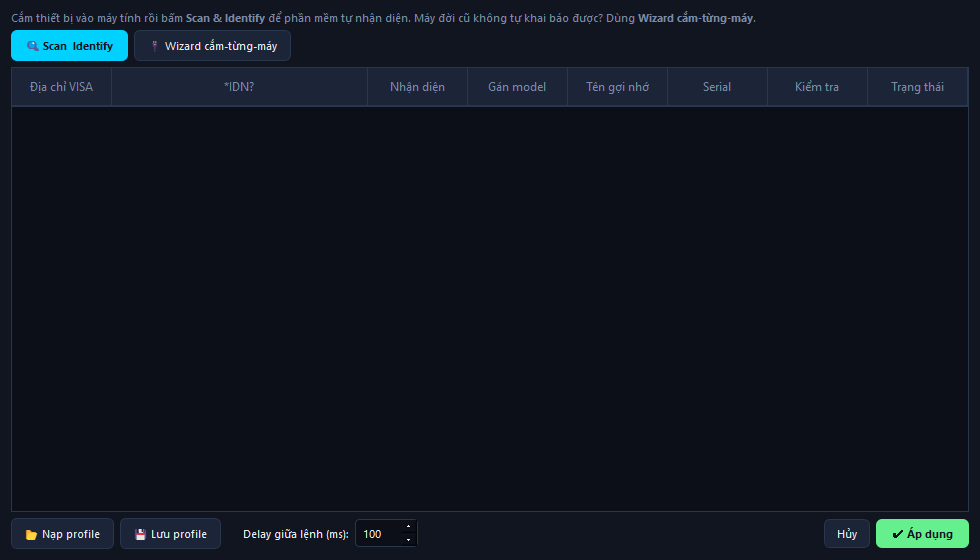 Cắm thiết bị vào máy tính rồi bấm Scan & Identify để phần mềm tự nhận diện. Máy đời cũ không tự khai báo được? Dùng Wizard cắm-từng-máy.
Scan Identify
Wizard cắm-từng-máy
Địa chỉ VISA
*IDN?
Nhận diện
Gán model
Tên gợi nhớ
Serial
Kiểm tra
Trạng thái
Nạp profile
Lưu profile
Delay giữa lệnh (ms):
100
Hủy
✔ Áp dụng